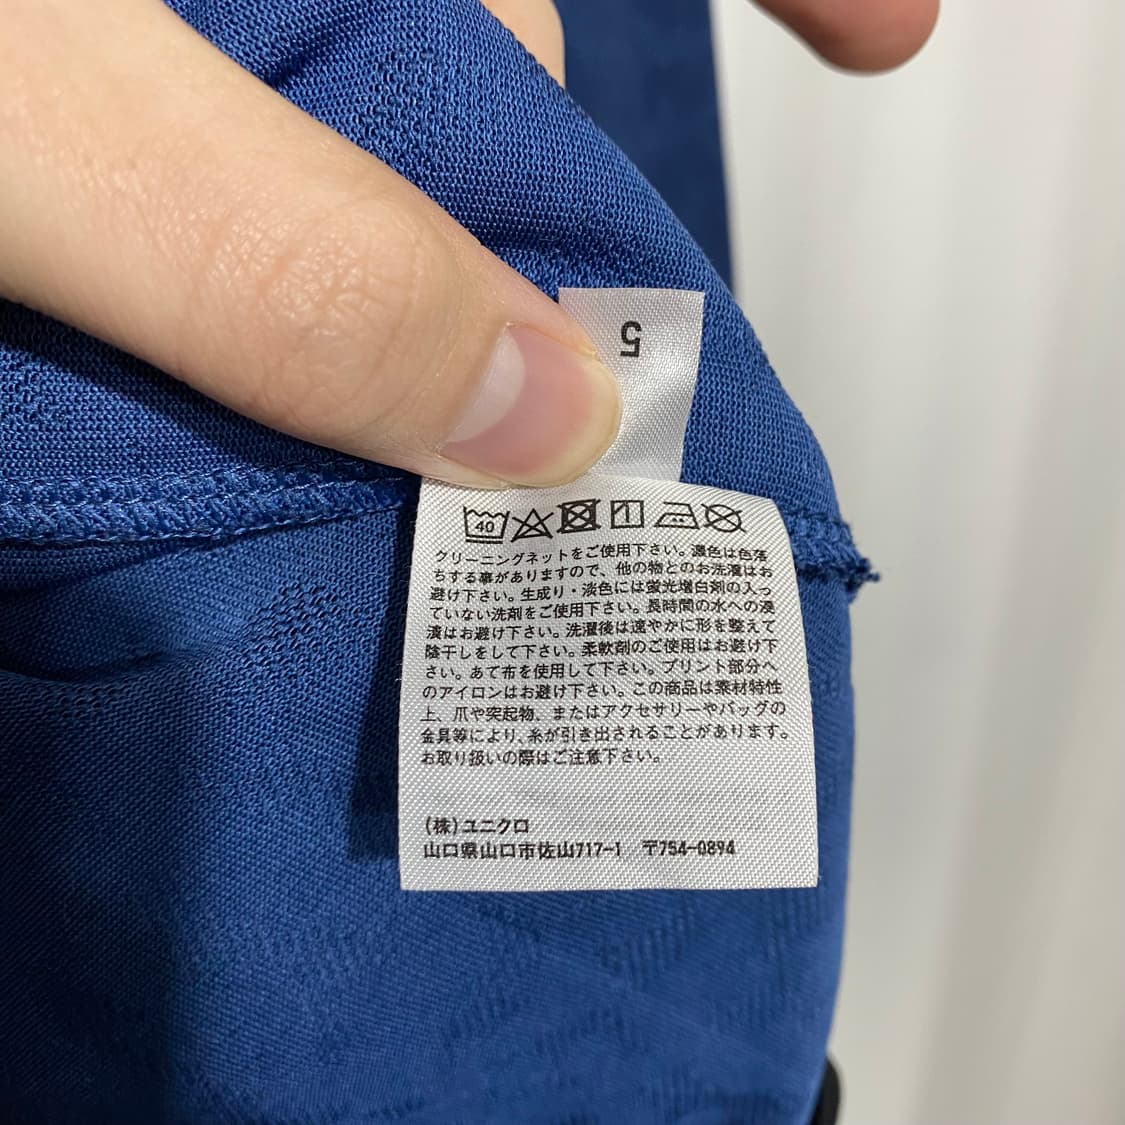 5
40
クリーニングネットをご使用下さい。濃色は色落
ちする事がありますので、他の物とのお洗濯はお
避け下さい。生成り・淡色には蛍光増白剤の入っ
ていない洗剤をご使用下さい。長時間の水への浸
漬はお避け下さい。洗濯後は速やかに形を整えて
陰干しをして下さい。柔軟剤のご使用はお避け下
さい。あて布を使用して下さい。プリント部分へ
のアイロンはお避け下さい。この商品は素材特性
上、爪や突起物、またはアクセサリーやバッグの
金具等により、糸が引き出されることがあります。
お取り扱いの際はご注意下さい。
(株)ユニクロ
山口県山口市佐山717-1 〒754-0894